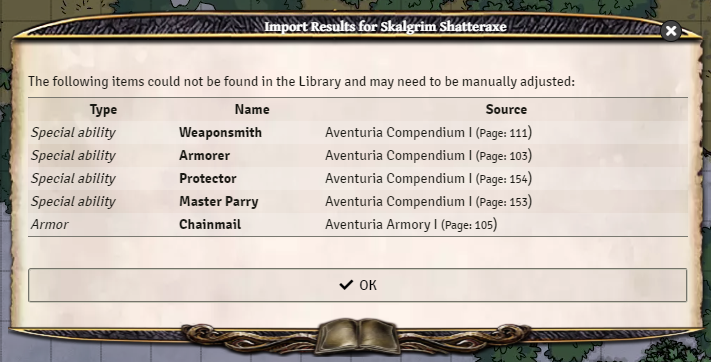 Import Results for Skalgrim Shatteraxe
The following items could not be found in the Library and may need to be manually adjusted:
Type Name Source
Special ability Weaponsmith Aventuria Compendium I (Page: 111)
Special ability Armorer Aventuria Compendium I (Page: 103)
Special ability Protector Aventuria Compendium I (Page: 154)
Special ability Master Parry Aventuria Compendium I (Page: 153)
Armor Chainmail Aventuria Armory I (Page: 105)
✔ OK